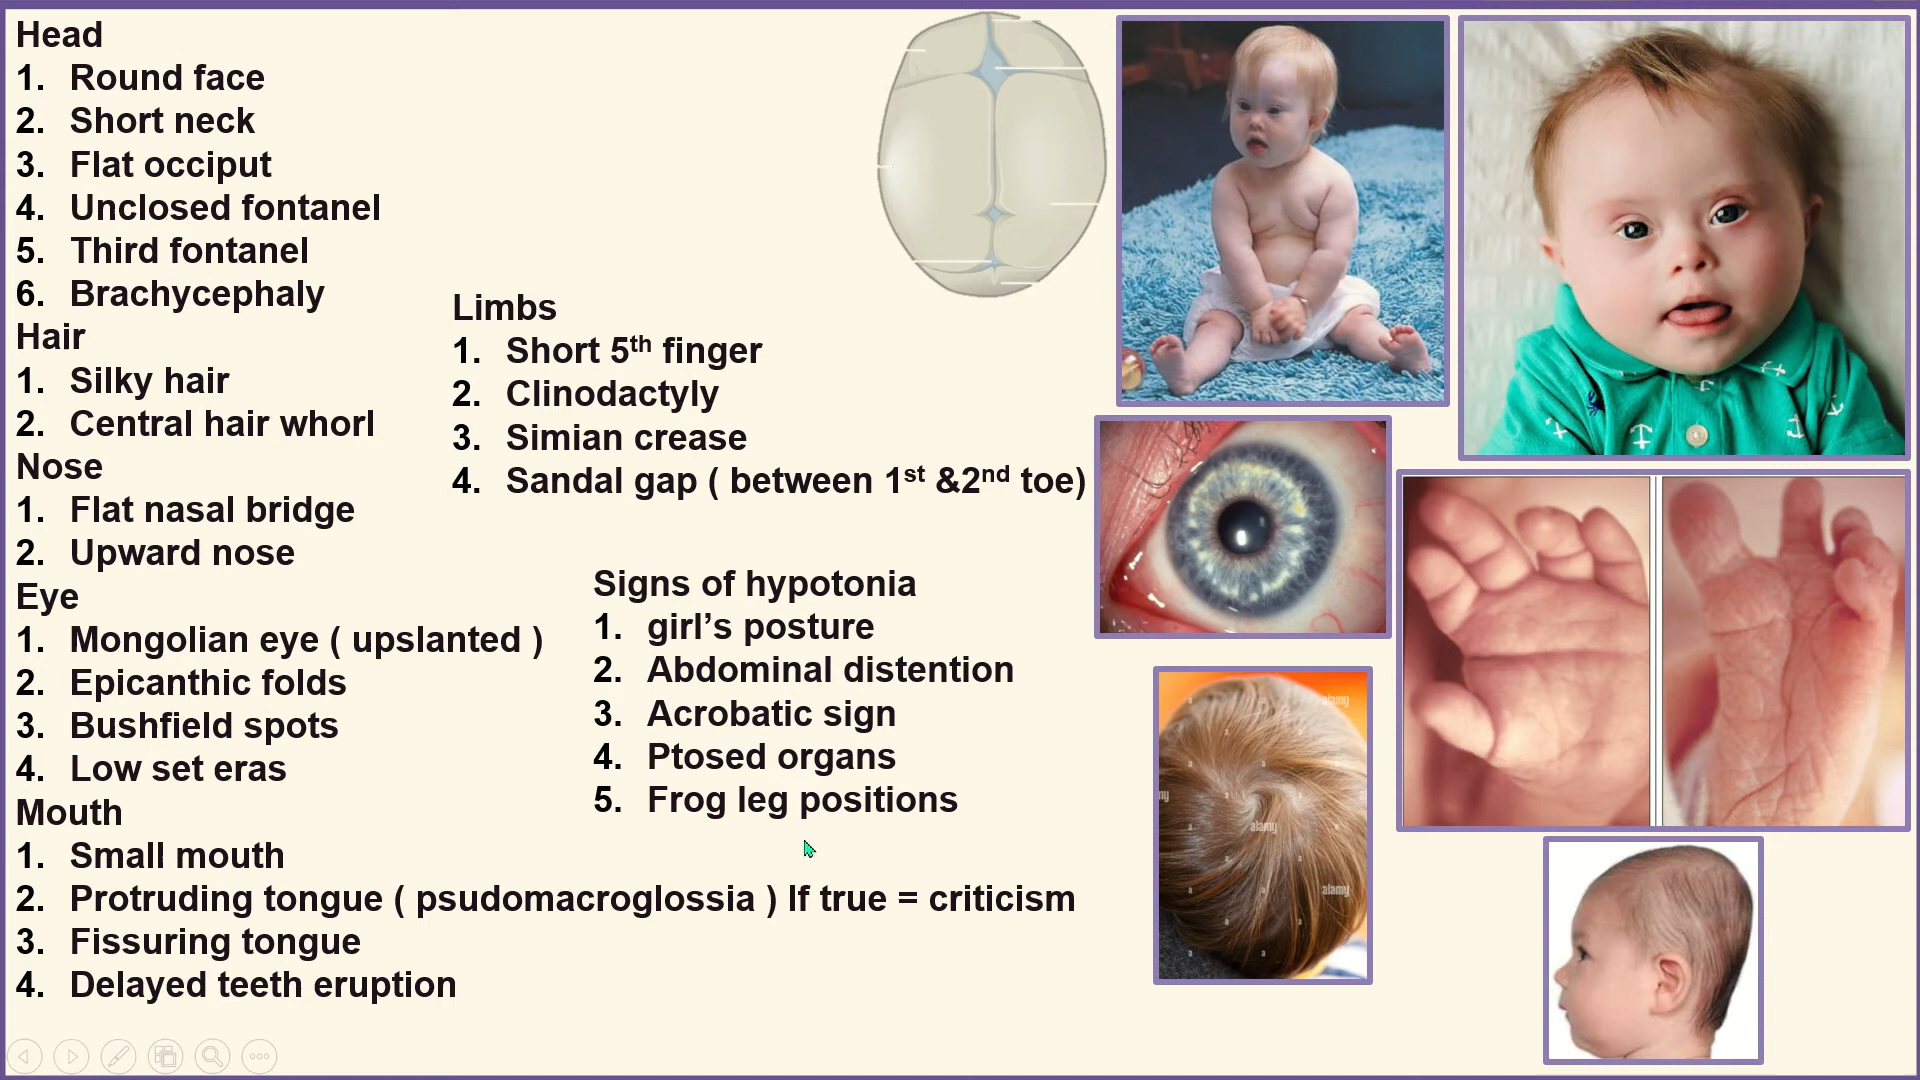 Head
1. Round face
2. Short neck
3. Flat occiput
4. Unclosed fontanel
5. Third fontanel
6. Brachycephaly
Hair
1. Silky hair
2. Central hair whorl
Nose
1. Flat nasal bridge
2. Upward nose
Eye
1. Mongolian eye ( upslanted )
2. Epicanthic folds
3. Bushfield spots
4. Low set eras
Mouth
1. Small mouth
2. Protruding tongue ( psudomacroglossia ) If true = criticism
3. Fissuring tongue
4. Delayed teeth eruption
Limbs
1. Short 5th finger
2. Clinodactyly
3. Simian crease
4. Sandal gap ( between 1st &2nd toe)
Signs of hypotonia
1. girl’s posture
2. Abdominal distention
3. Acrobatic sign
4. Ptosed organs
5. Frog leg positions
alamy
alamy
alamy